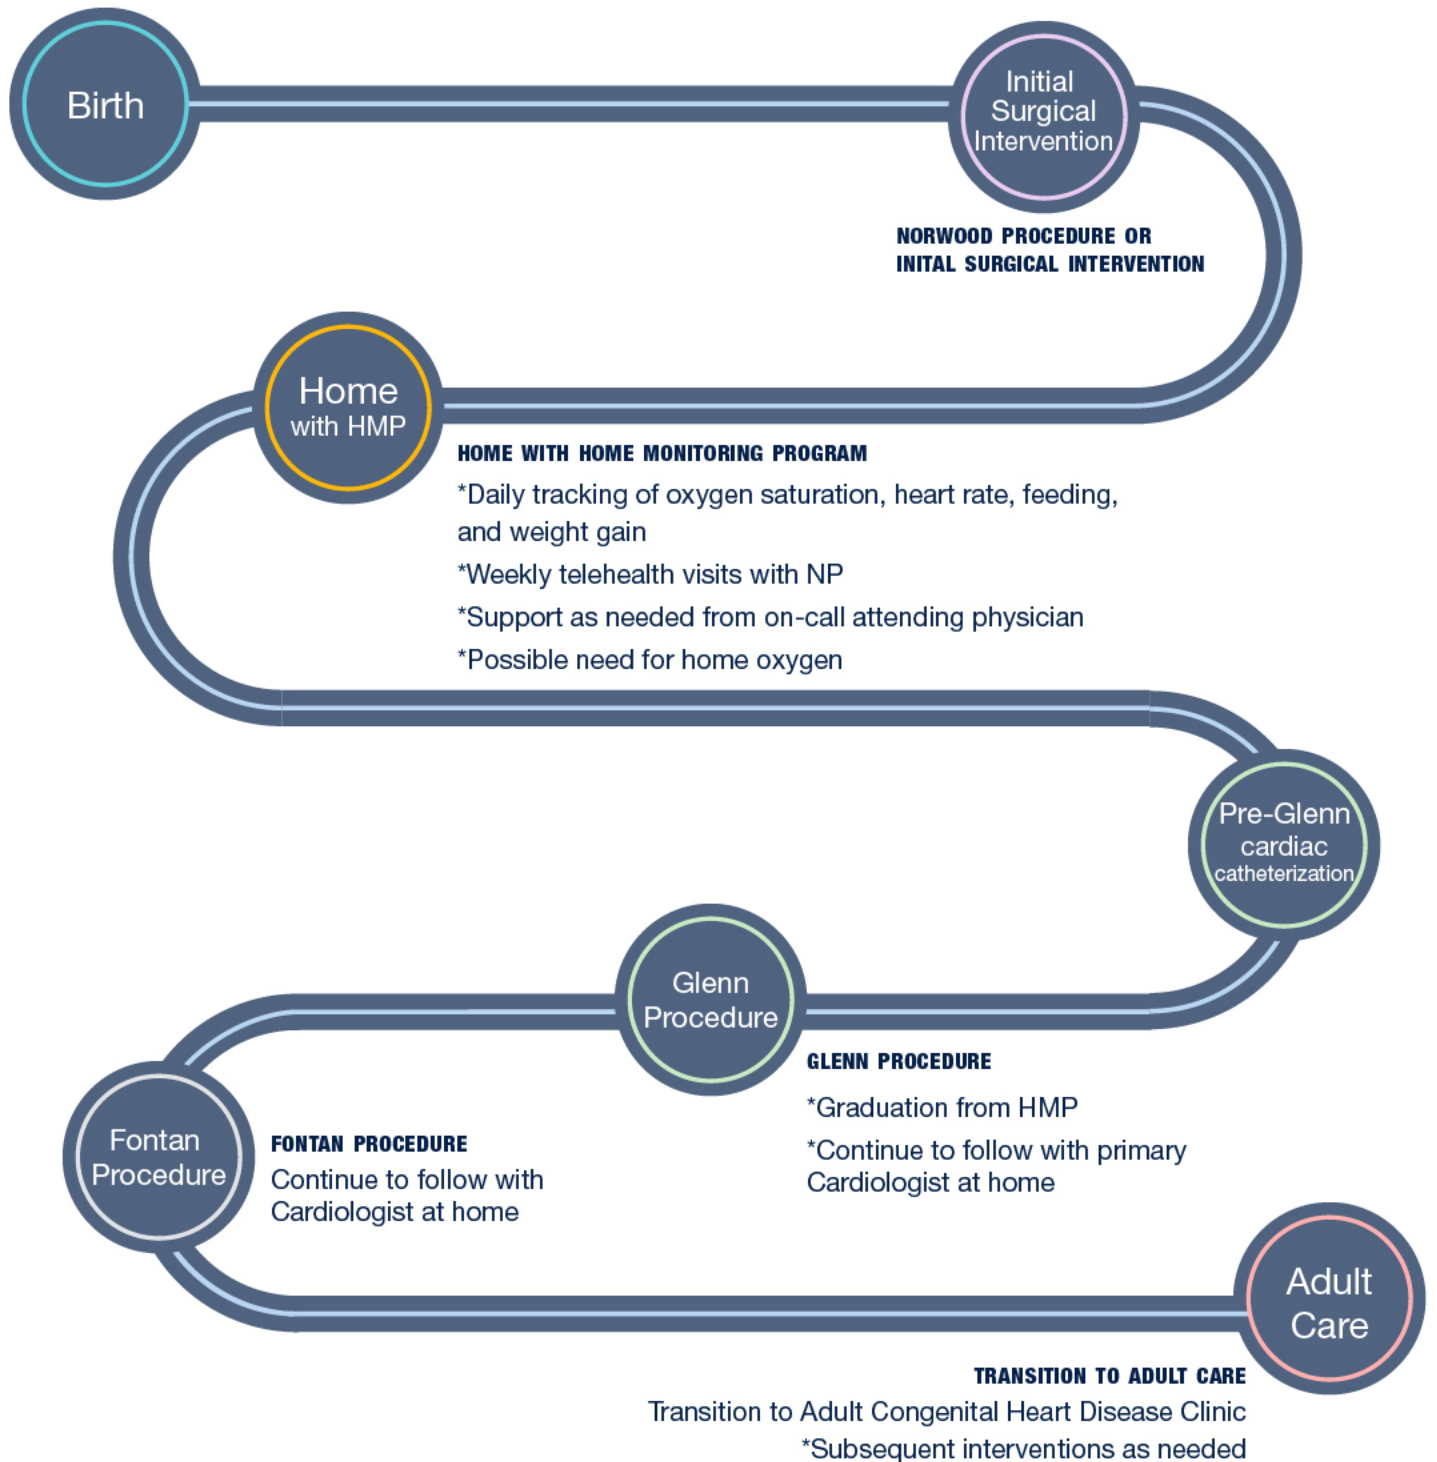 Birth
Initial
Surgical
Intervention
NORWOOD PROCEDURE OR
INITAL SURGICAL INTERVENTION
Home
with HMP
HOME WITH HOME MONITORING PROGRAM
*Daily tracking of oxygen saturation, heart rate, feeding,
and weight gain
*Weekly telehealth visits with NP
*Support as needed from on-call attending physician
*Possible need for home oxygen
Pre-Glenn
cardiac
catheterization
Glenn
Procedure
GLENN PROCEDURE
*Graduation from HMP
*Continue to follow with primary
Cardiologist at home
Fontan
Procedure
FONTAN PROCEDURE
Continue to follow with
Cardiologist at home
Adult
Care
TRANSITION TO ADULT CARE
Transition to Adult Congenital Heart Disease Clinic
*Subsequent interventions as needed